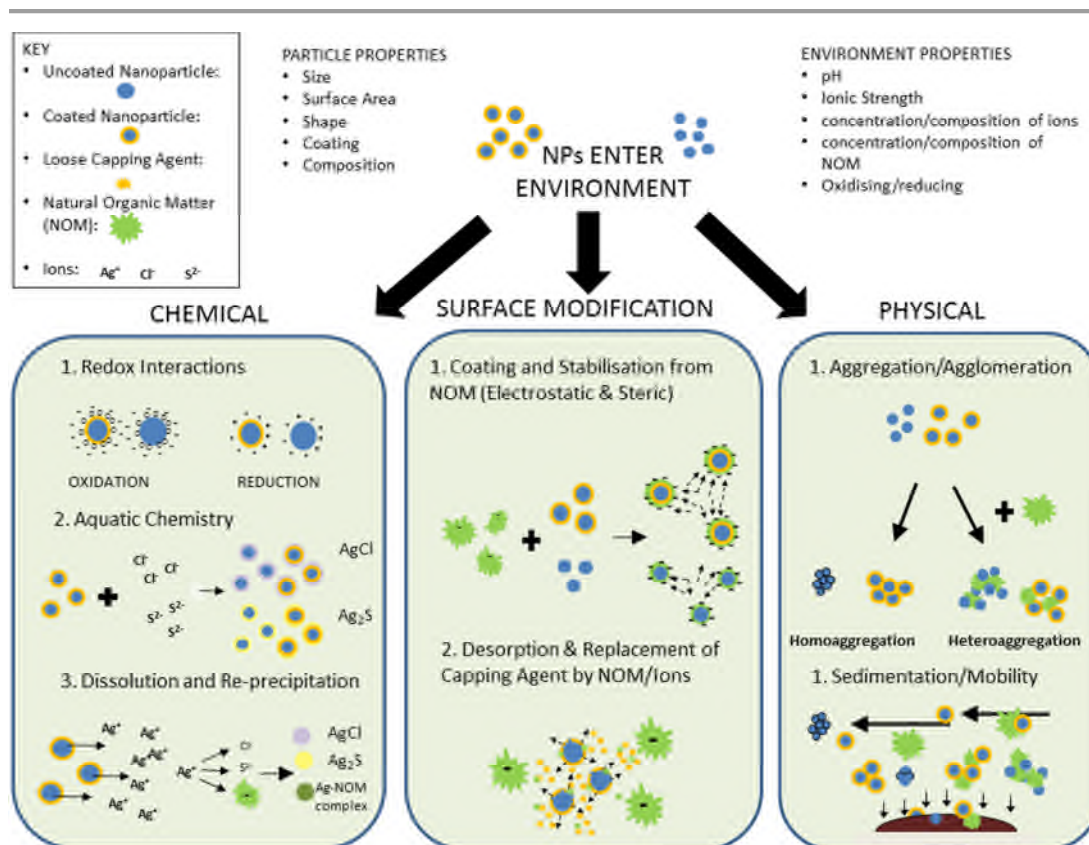 KEY
• Uncoated Nanoparticle:
• Coated Nanoparticle:
• Loose Capping Agent:
• Natural Organic Matter
(NOM):
• Ions: Ag⁺ Cl⁻ S²⁻
PARTICLE PROPERTIES
• Size
• Surface Area
• Shape
• Coating
• Composition
NPs ENTER
ENVIRONMENT
ENVIRONMENT PROPERTIES
• pH
• Ionic Strength
• concentration/composition of ions
• concentration/composition of
NOM
• Oxidising/reducing
CHEMICAL
1. Redox Interactions
OXIDATION REDUCTION
2. Aquatic Chemistry
Cl⁻
Cl⁻ Cl⁻
Cl⁻
S²⁻
S²⁻ S²⁻
S²⁻
AgCl
Ag₂S
3. Dissolution and Re-precipitation
Ag⁺ Ag⁺
Ag⁺
Ag⁺ Ag⁺
Ag⁺
Ag⁺
Ag⁺ Ag⁺
Ag⁺
Cl⁻
S²⁻
AgCl
Ag₂S
Ag-NOM
complex
SURFACE MODIFICATION
1. Coating and Stabilisation from
NOM (Electrostatic & Steric)
2. Desorption & Replacement of
Capping Agent by NOM/Ions
PHYSICAL
1. Aggregation/Agglomeration
Homoaggregation Heteroaggregation
1. Sedimentation/Mobility